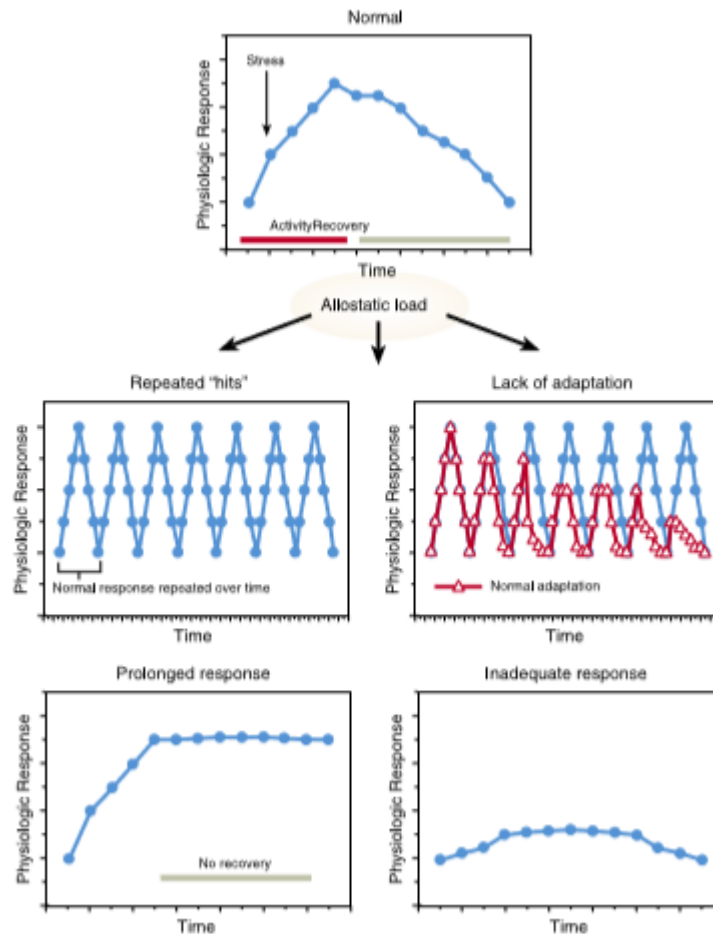 Normal
Physiologic Response
Stress
ActivityRecovery
Time
Allostatic load
Repeated “hits”
Physiologic Response
Normal response repeated over time
Time
Lack of adaptation
Physiologic Response
Normal adaptation
Time
Prolonged response
Physiologic Response
No recovery
Time
Inadequate response
Physiologic Response
Time